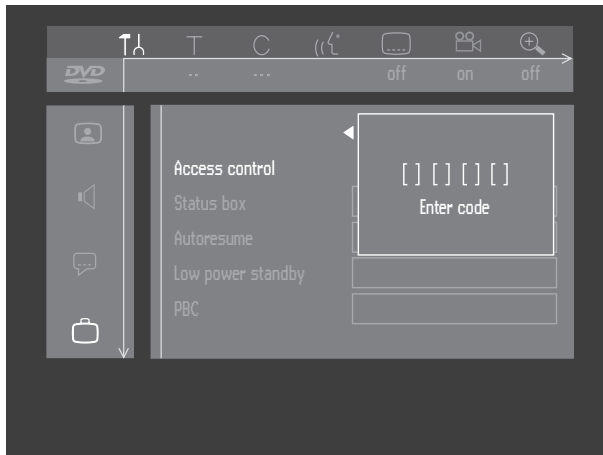 T C
DVD -- --- off on off
Access control
[ ] [ ] [ ] [ ]
Enter code
Status box
Autoresume
Low power standby
PBC